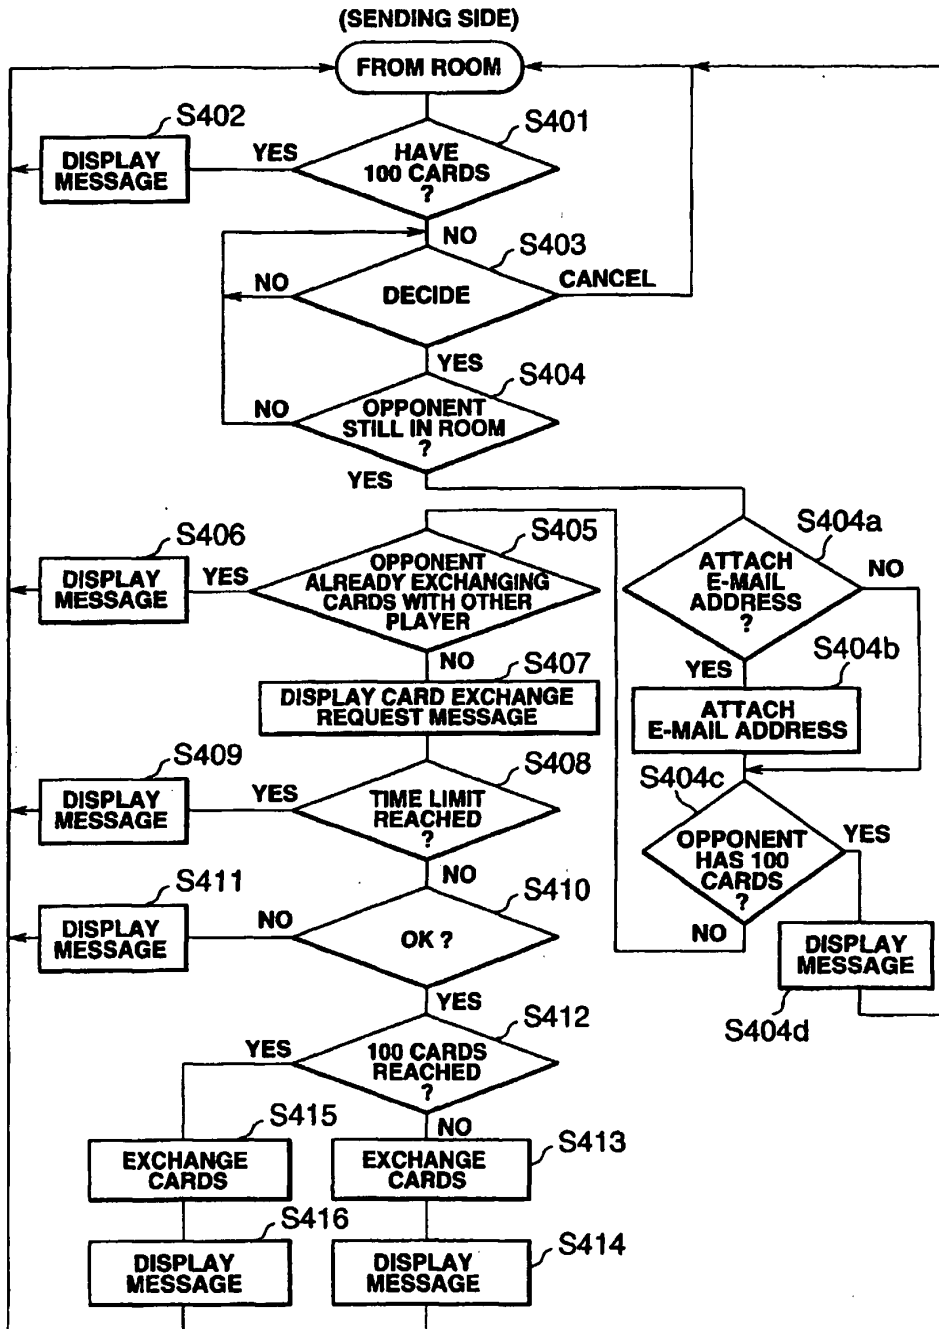 (SENDING SIDE)
FROM ROOM
S402
S401
DISPLAY
MESSAGE
YES
HAVE
100 CARDS
?
NO
S403
NO
DECIDE
CANCEL
YES
S404
NO
OPPONENT
STILL IN ROOM
?
YES
S406
S405
S404a
DISPLAY
MESSAGE
YES
OPPONENT
ALREADY EXCHANGING
CARDS WITH OTHER
PLAYER
ATTACH
E-MAIL
ADDRESS
?
NO
NO
S407
YES
S404b
DISPLAY CARD EXCHANGE
REQUEST MESSAGE
ATTACH
E-MAIL ADDRESS
S409
S408
S404c
DISPLAY
MESSAGE
YES
TIME LIMIT
REACHED
?
OPPONENT
HAS 100
CARDS
?
YES
NO
S411
S410
DISPLAY
MESSAGE
NO
OK ?
NO
DISPLAY
MESSAGE
S404d
YES
S412
YES
100 CARDS
REACHED
?
S415
NO
S413
EXCHANGE
CARDS
EXCHANGE
CARDS
S416
S414
DISPLAY
MESSAGE
DISPLAY
MESSAGE